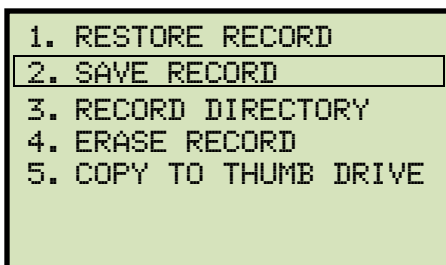 1. RESTORE RECORD
2. SAVE RECORD
3. RECORD DIRECTORY
4. ERASE RECORD
5. COPY TO THUMB DRIVE